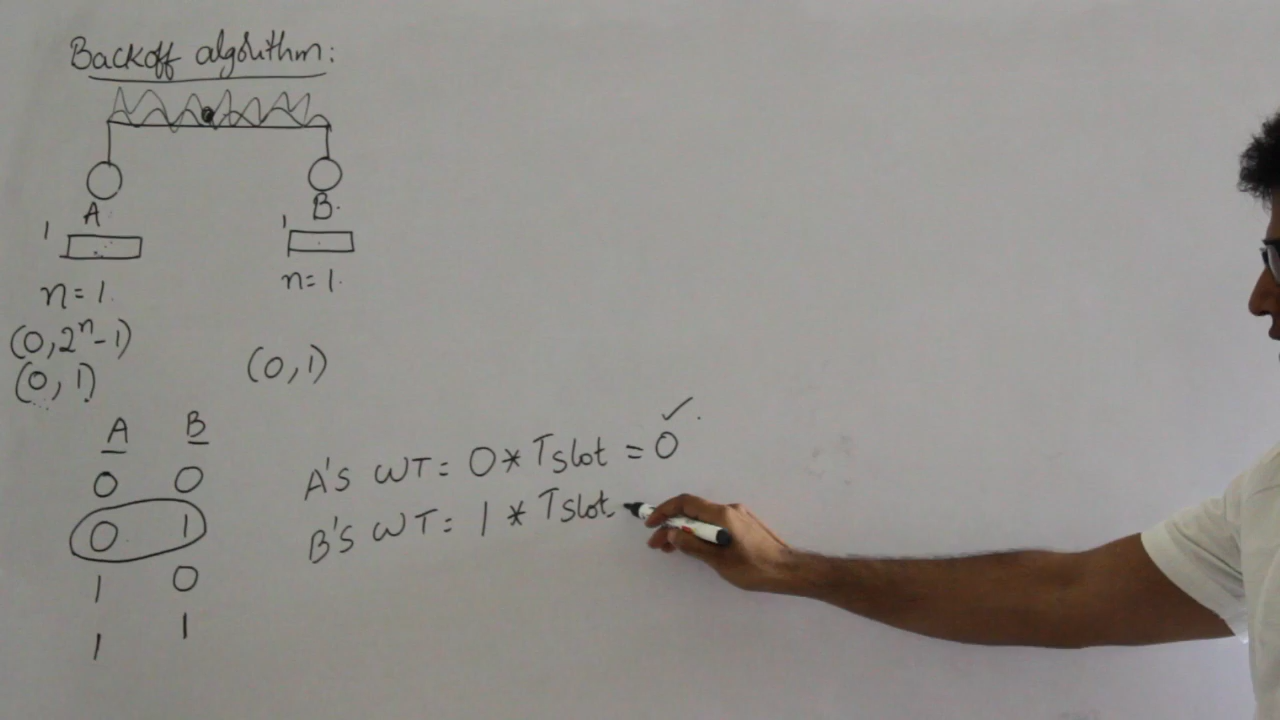 Backoff algorithm:
A B.
1 1
n=1. n=1.
(0,2ⁿ-1)
(0,1) (0,1)
A B
0 0
0 1
1 0
1 1
A's WT= 0*Tslot = 0 ✓.
B's WT= 1*Tslot